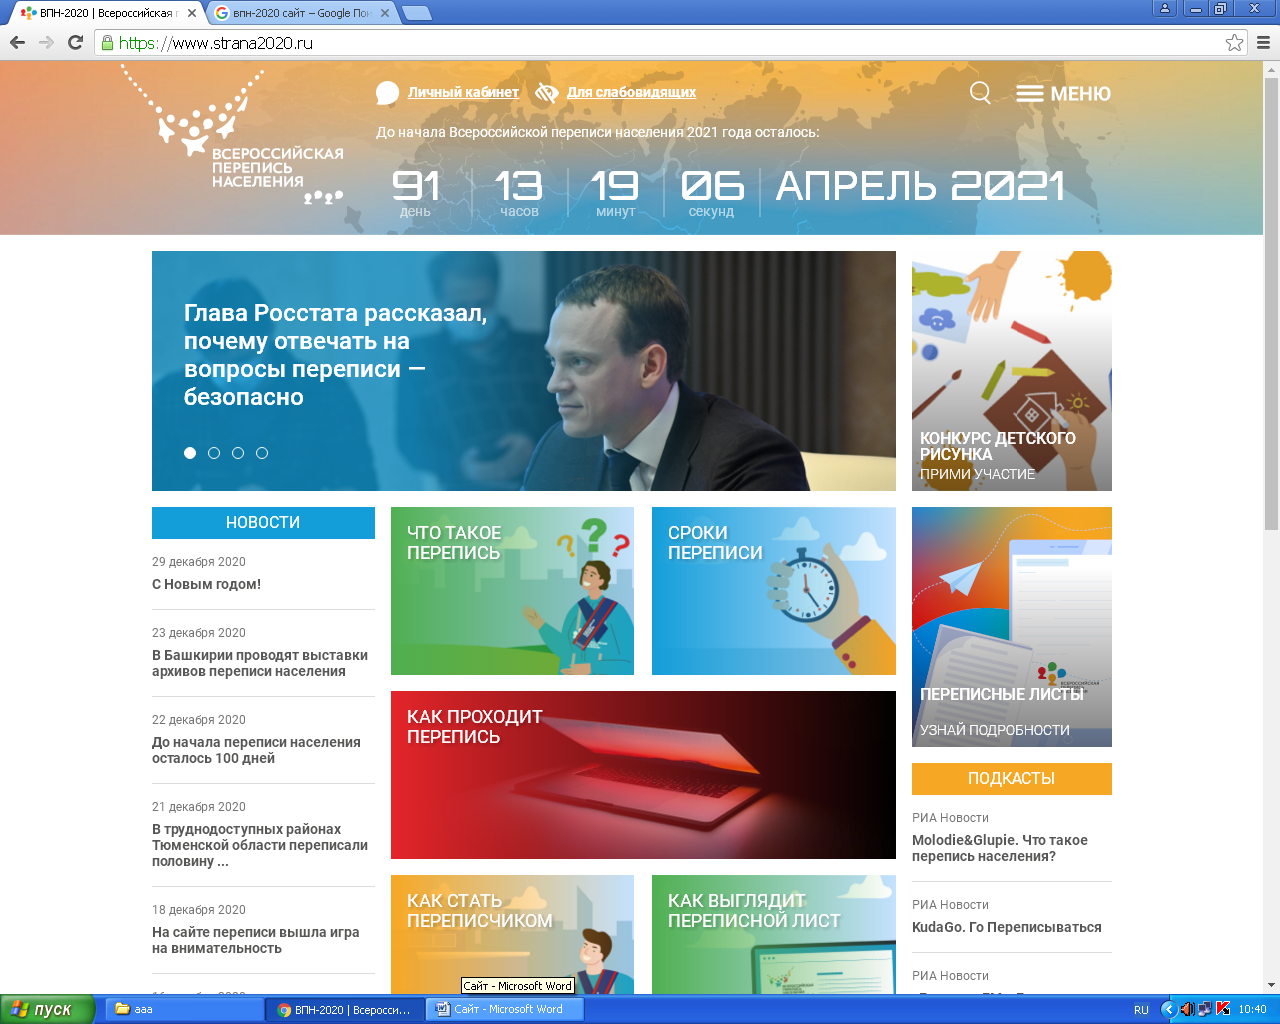 ВПН-2020 | Всероссийская п
впн-2020 сайт – Google Пои
https://www.strana2020.ru
ВСЕРОССИЙСКАЯ
ПЕРЕПИСЬ
НАСЕЛЕНИЯ
Личный кабинет
Для слабовидящих
МЕНЮ
До начала Всероссийской переписи населения 2021 года осталось:
91 13 19 06 АПРЕЛЬ 2021
день часов минут секунд
Глава Росстата рассказал,
почему отвечать на
вопросы переписи —
безопасно
КОНКУРС ДЕТСКОГО
РИСУНКА
ПРИМИ УЧАСТИЕ
НОВОСТИ
29 декабря 2020
С Новым годом!
23 декабря 2020
В Башкирии проводят выставки
архивов переписи населения
22 декабря 2020
До начала переписи населения
осталось 100 дней
21 декабря 2020
В труднодоступных районах
Тюменской области переписали
половину ...
18 декабря 2020
На сайте переписи вышла игра
на внимательность
ЧТО ТАКОЕ
ПЕРЕПИСЬ
СРОКИ
ПЕРЕПИСИ
КАК ПРОХОДИТ
ПЕРЕПИСЬ
КАК СТАТЬ
ПЕРЕПИСЧИКОМ
КАК ВЫГЛЯДИТ
ПЕРЕПИСНОЙ ЛИСТ
ПЕРЕПИСНЫЕ ЛИСТЫ
УЗНАЙ ПОДРОБНОСТИ
ПОДКАСТЫ
РИА Новости
Molodie&Glupie. Что такое
перепись населения?
РИА Новости
KudaGo. Го Переписываться
РИА Новости
Сайт - Microsoft Word
пуск
aaa
ВПН-2020 | Всеросси...
Сайт - Microsoft Word
RU
10:40